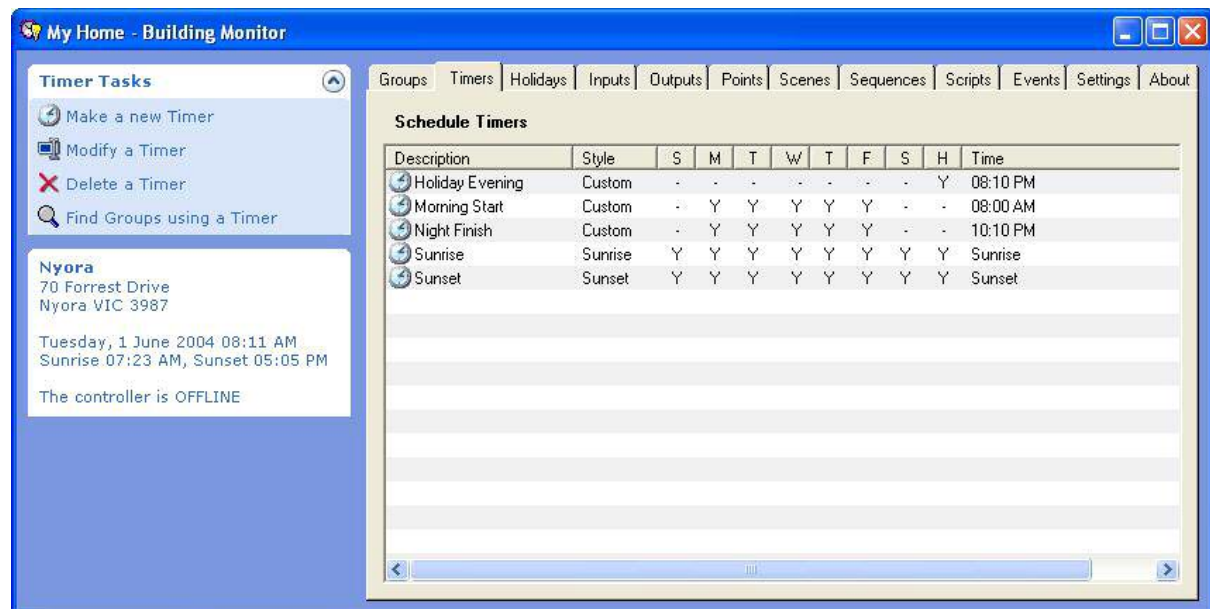 My Home - Building Monitor
Timer Tasks
Make a new Timer
Modify a Timer
Delete a Timer
Find Groups using a Timer
Nyora
70 Forrest Drive
Nyora VIC 3987
Tuesday, 1 June 2004 08:11 AM
Sunrise 07:23 AM, Sunset 05:05 PM
The controller is OFFLINE
Groups Timers Holidays Inputs Outputs Points Scenes Sequences Scripts Events Settings About
Schedule Timers
Description Style S M T W T F S H Time
Holiday Evening Custom - - - - - - - Y 08:10 PM
Morning Start Custom - Y Y Y Y Y - - 08:00 AM
Night Finish Custom - Y Y Y Y Y - - 10:10 PM
Sunrise Sunrise Y Y Y Y Y Y Y Y Sunrise
Sunset Sunset Y Y Y Y Y Y Y Y Sunset